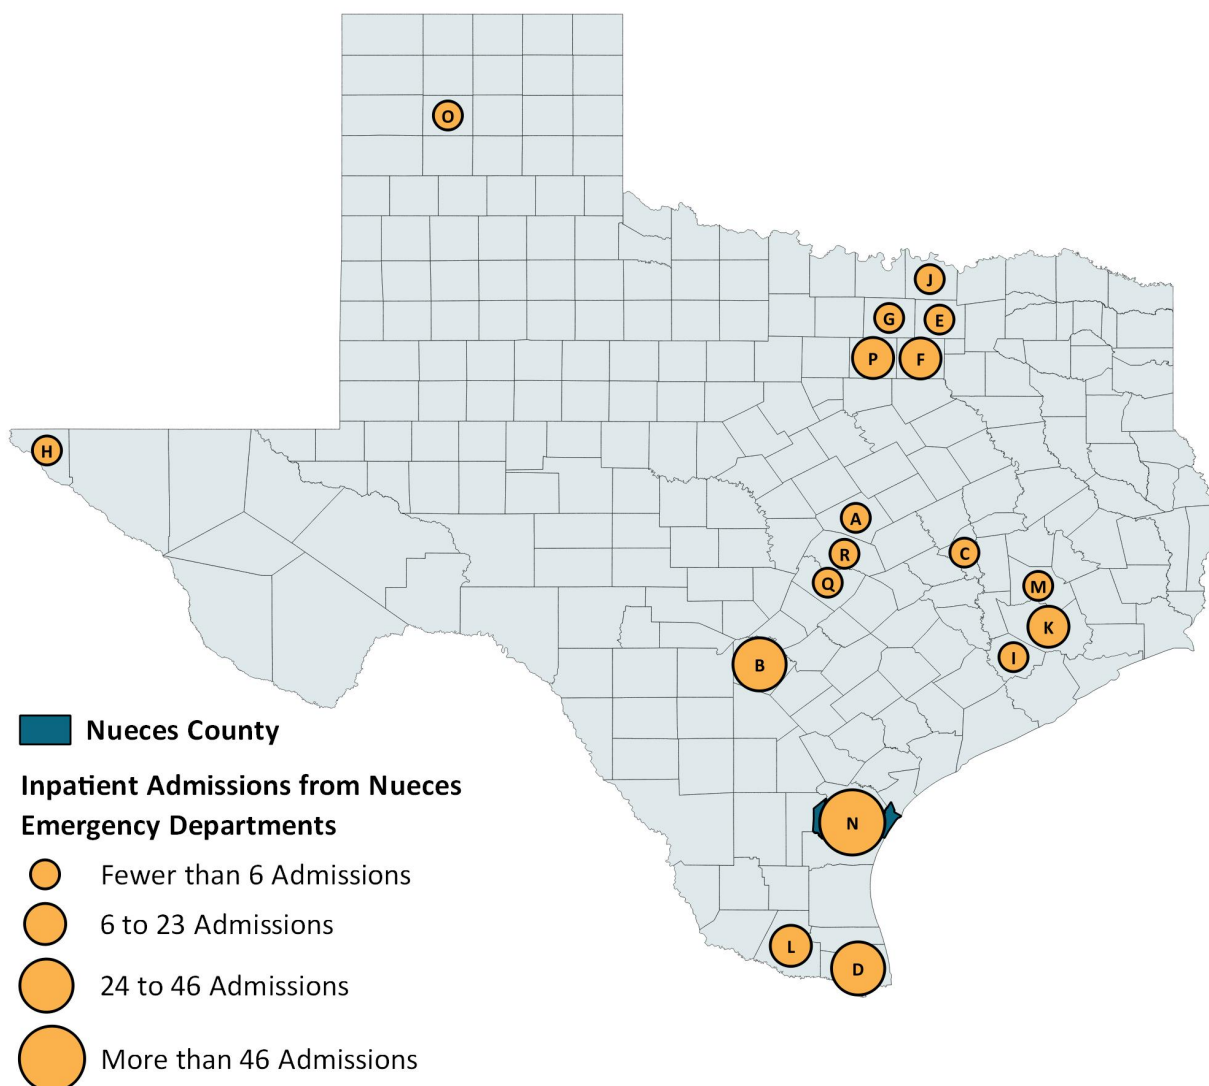 O
J
G
E
P
F
H
A
R
C
Q
M
K
I
B
Nueces County
Inpatient Admissions from Nueces
Emergency Departments
N
Fewer than 6 Admissions
6 to 23 Admissions
L
D
24 to 46 Admissions
More than 46 Admissions